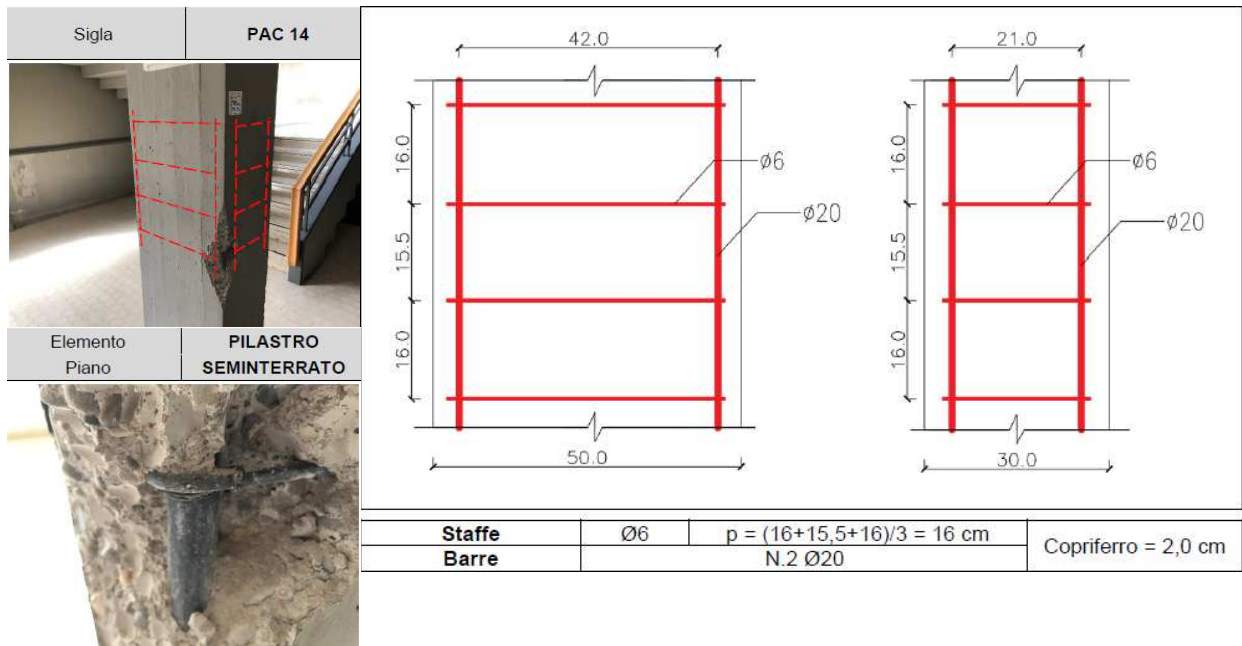 Sigla PAC 14
Elemento PILASTRO
Piano SEMINTERRATO
42.0
16.0
15.5
16.0
Ø6
Ø20
50.0
21.0
16.0
15.5
16.0
Ø6
Ø20
30.0
Staffe Ø6 p = (16+15,5+16)/3 = 16 cm
Barre N.2 Ø20
Copriferro = 2,0 cm